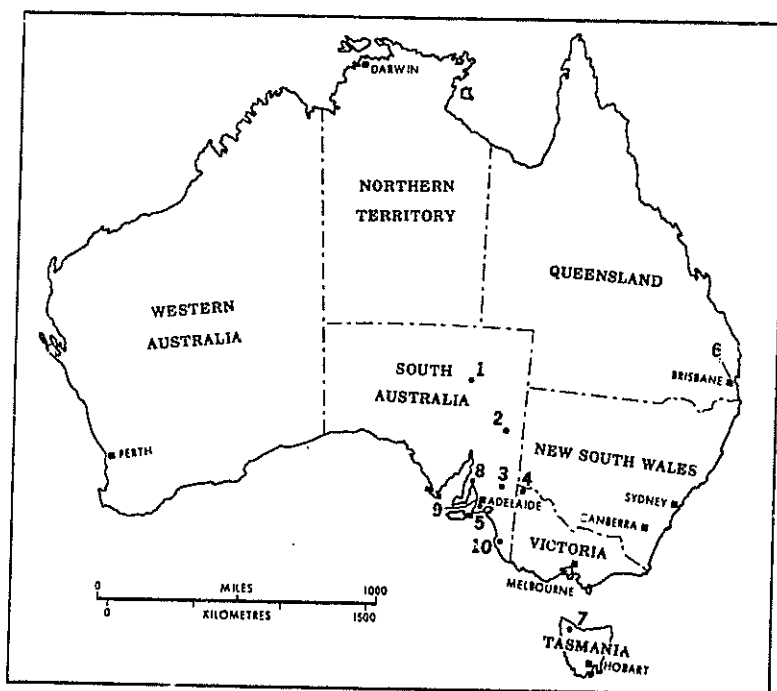 DARWIN
NORTHERN
TERRITORY
QUEENSLAND
WESTERN
AUSTRALIA
SOUTH
AUSTRALIA
1
6
BRISBANE
2
PERTH
NEW SOUTH WALES
8
3
4
SYDNEY
9
ADELAIDE
CANBERRA
5
10
VICTORIA
MELBOURNE
0
1000
MILES
KILOMETRES
0
1500
7
TASMANIA
HOBART